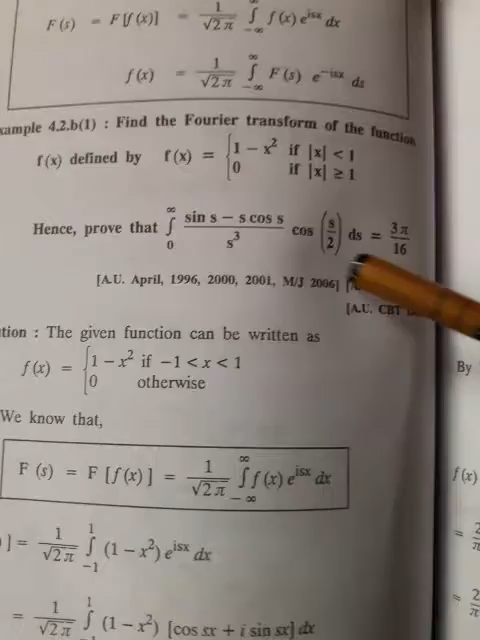 F(s) = F[f(x)] = 1/√2π ∫_{-∞}^{∞} f(x) e^{isx} dx
f(x) = 1/√2π ∫_{-∞}^{∞} F(s) e^{-isx} ds
xample 4.2.b(1) : Find the Fourier transform of the function
f(x) defined by f(x) = { 1 − x² if |x| < 1
0 if |x| ≥ 1
Hence, prove that ∫_{0}^{∞} (sin s − s cos s)/s³ cos (s/2) ds = 3π/16
[A.U. April, 1996, 2000, 2001, M/J 2006]
[A.U. CBT
tion : The given function can be written as
f(x) = { 1 − x² if −1 < x < 1
0 otherwise
We know that,
F (s) = F [f(x)] = 1/√2π ∫_{-∞}^{∞} f(x) e^{isx} dx
] = 1/√2π ∫_{-1}^{1} (1 − x²) e^{isx} dx
= 1/√2π ∫_{-1}^{1} (1 − x²) [cos sx + i sin sx] dx
By
f(x)
= 2/π
= 2/π